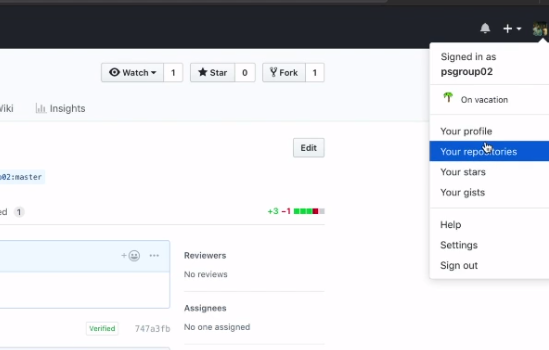 Signed in as
psgroup02
On vacation
Watch 1 Star 0 Fork 1
Your profile
Your repositories
Your stars
Your gists
Help
Settings
Sign out
Insights
Edit
02:master
1
+3 −1
Reviewers
No reviews
Assignees
No one assigned
Verified 747a3fb